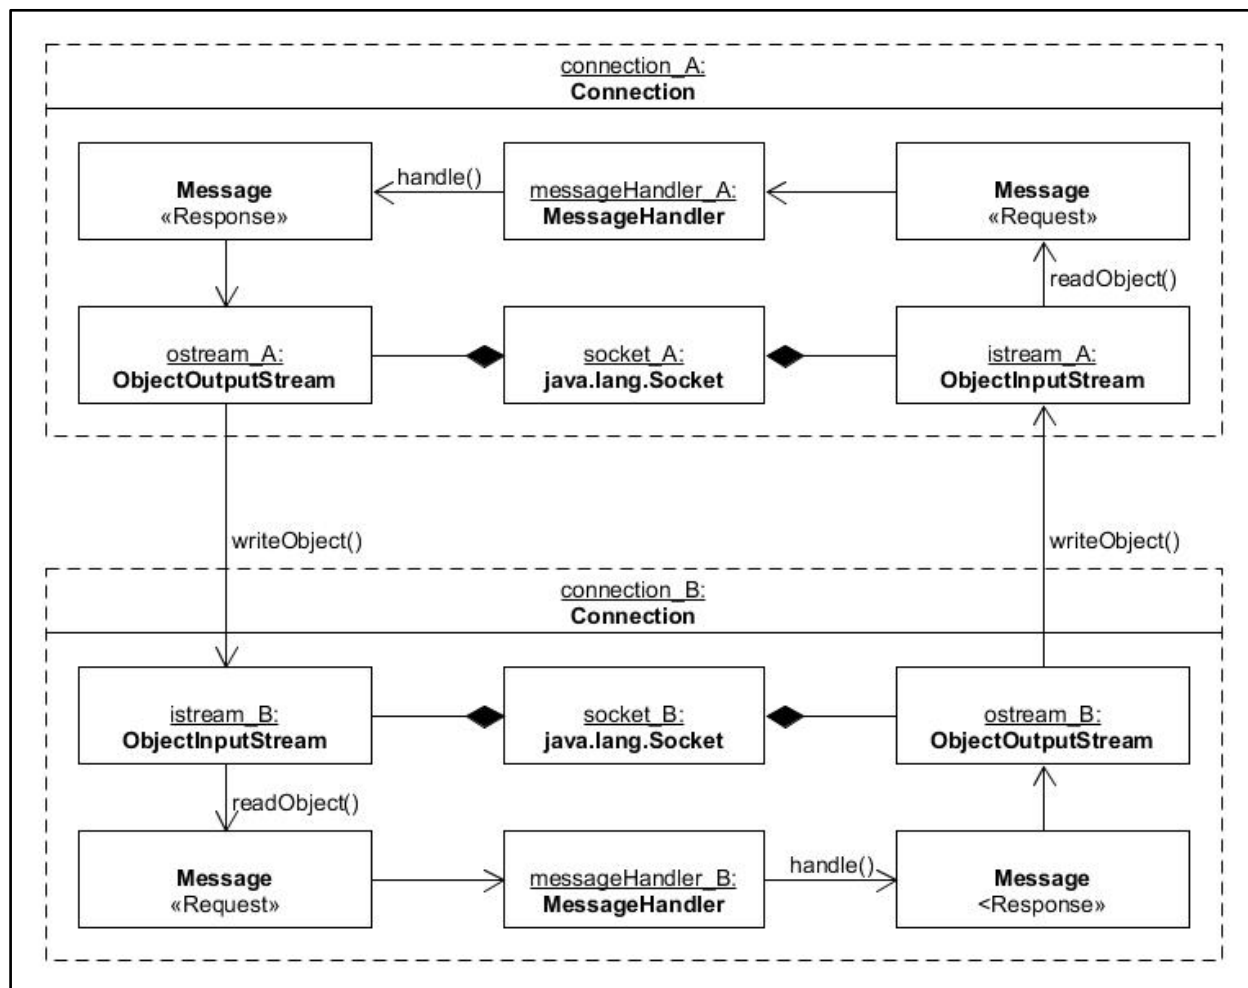 connection_A:
Connection
Message
«Response»
handle()
messageHandler_A:
MessageHandler
Message
«Request»
readObject()
ostream_A:
ObjectOutputStream
socket_A:
java.lang.Socket
istream_A:
ObjectInputStream
writeObject()
writeObject()
connection_B:
Connection
istream_B:
ObjectInputStream
socket_B:
java.lang.Socket
ostream_B:
ObjectOutputStream
readObject()
Message
«Request»
messageHandler_B:
MessageHandler
handle()
Message
<Response»